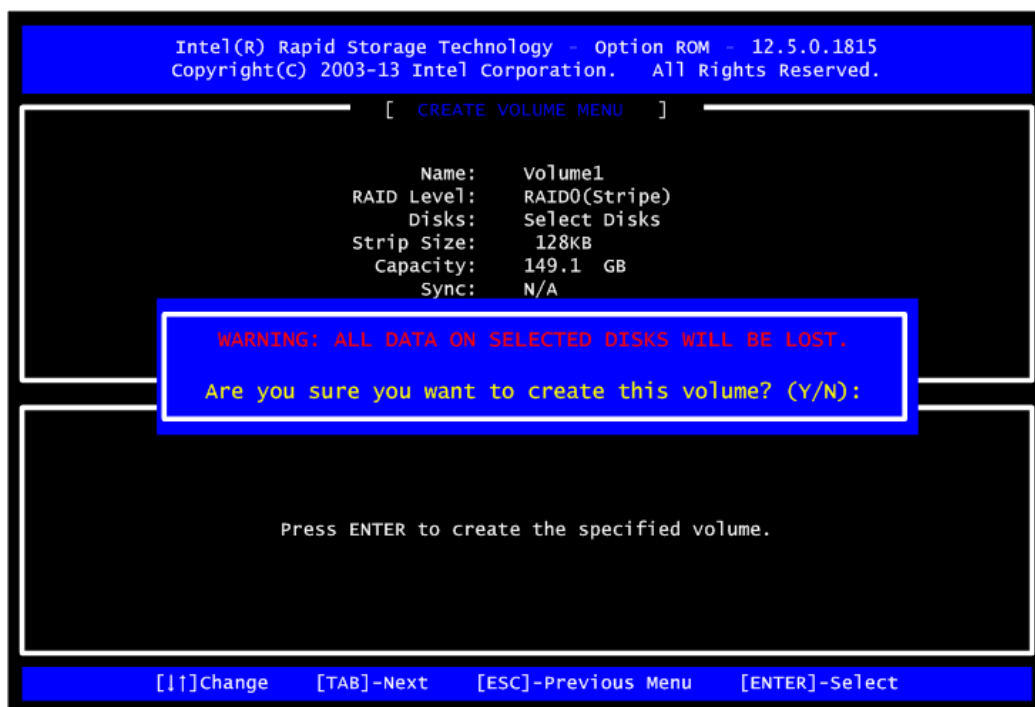 Intel(R) Rapid Storage Technology - Option ROM - 12.5.0.1815
Copyright(C) 2003-13 Intel Corporation. All Rights Reserved.
[ CREATE VOLUME MENU ]
Name: Volume1
RAID Level: RAID0(Stripe)
Disks: Select Disks
Strip Size: 128KB
Capacity: 149.1 GB
Sync: N/A
WARNING: ALL DATA ON SELECTED DISKS WILL BE LOST.
Are you sure you want to create this volume? (Y/N):
Press ENTER to create the specified volume.
[↓↑]Change [TAB]-Next [ESC]-Previous Menu [ENTER]-Select